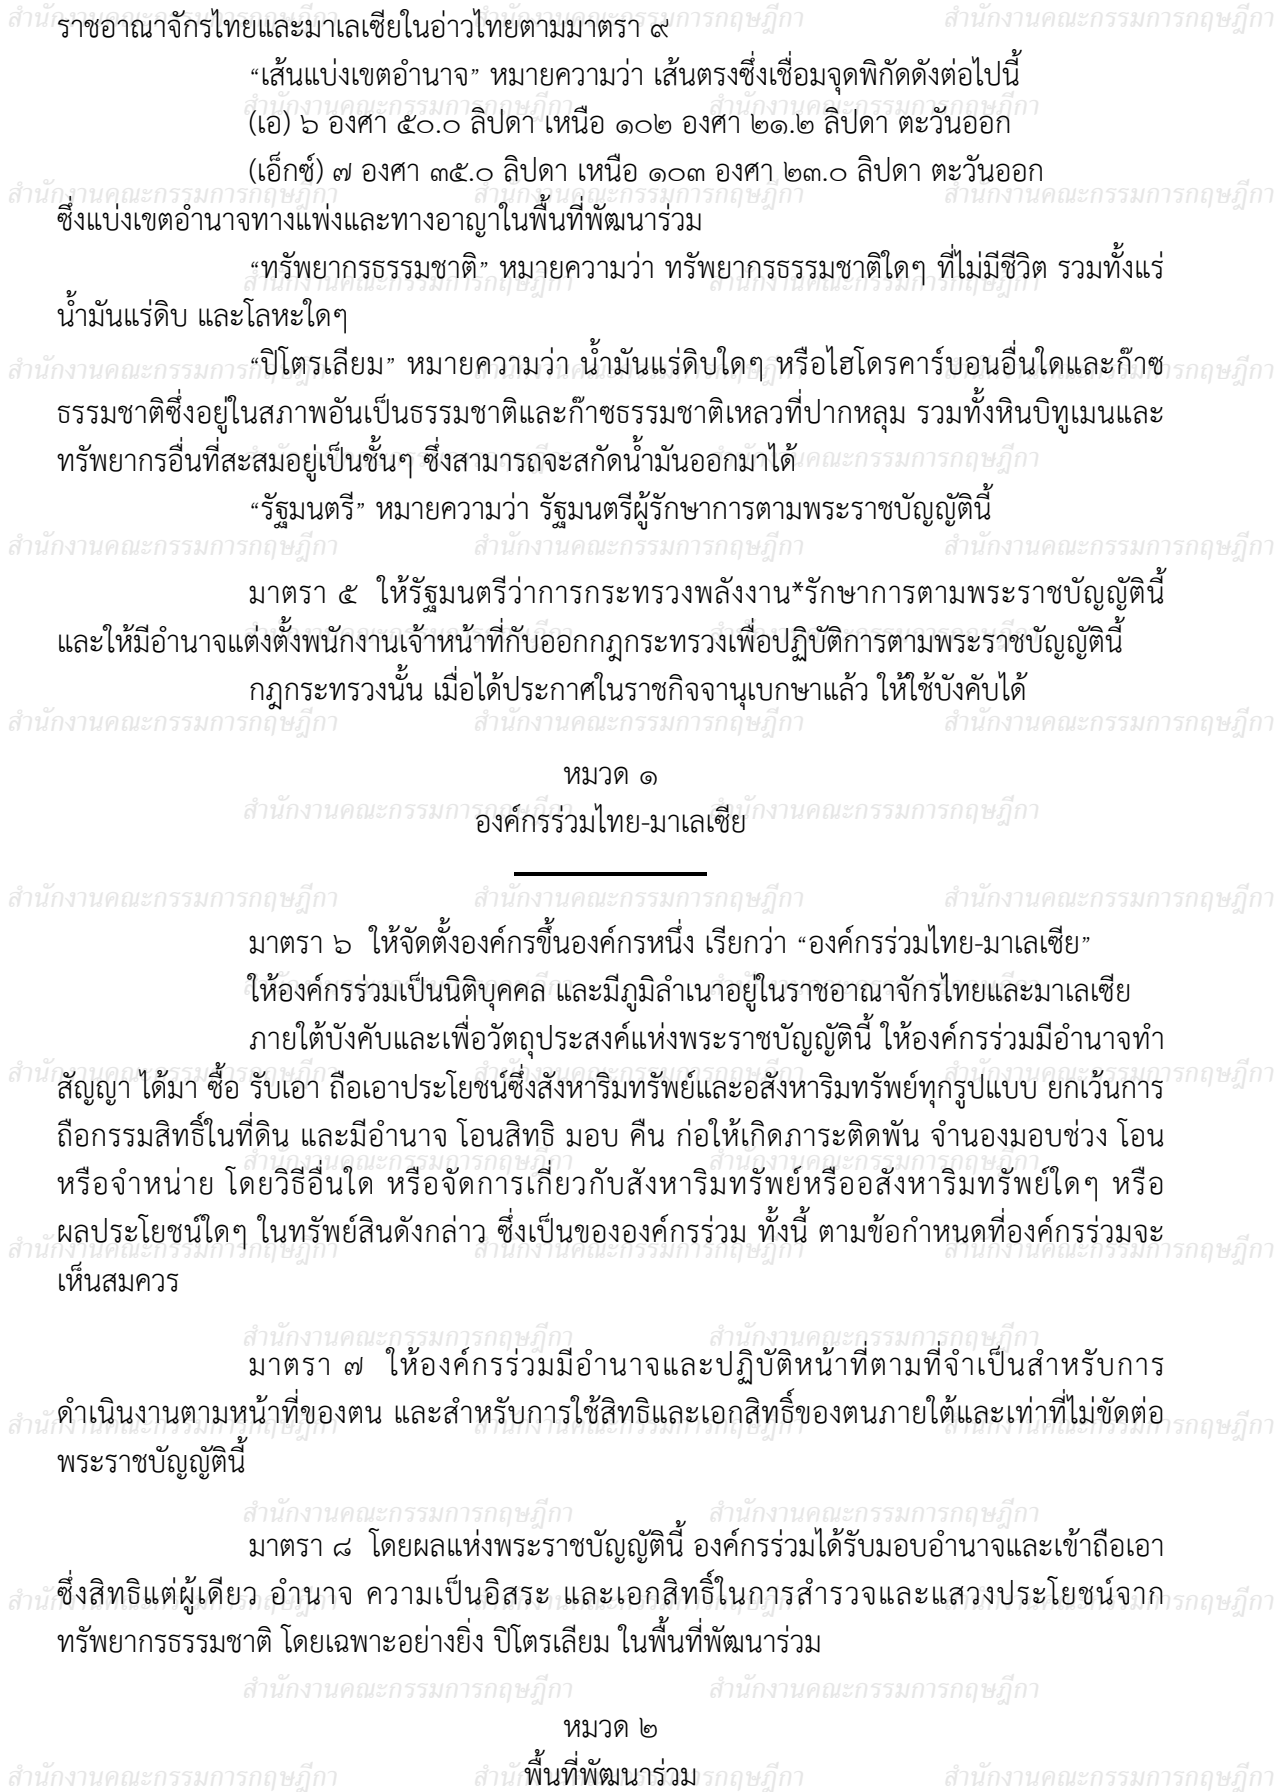 ราชอาณาจักรไทยและมาเลเซียในอ่าวไทยตามมาตรา ๙
“เส้นแบ่งเขตอำนาจ” หมายความว่า เส้นตรงซึ่งเชื่อมจุดพิกัดดังต่อไปนี้
(เอ) ๖ องศา ๕๐.๐ ลิปดา เหนือ ๑๐๒ องศา ๒๑.๒ ลิปดา ตะวันออก
(เอ็กซ์) ๗ องศา ๓๕.๐ ลิปดา เหนือ ๑๐๓ องศา ๒๓.๐ ลิปดา ตะวันออก
ซึ่งแบ่งเขตอำนาจทางแพ่งและทางอาญาในพื้นที่พัฒนาร่วม
“ทรัพยากรธรรมชาติ” หมายความว่า ทรัพยากรธรรมชาติใดๆ ที่ไม่มีชีวิต รวมทั้งแร่
น้ำมันแร่ดิบ และโลหะใดๆ
“ปิโตรเลียม” หมายความว่า น้ำมันแร่ดิบใดๆ หรือไฮโดรคาร์บอนอื่นใดและก๊าซ
ธรรมชาติซึ่งอยู่ในสภาพอันเป็นธรรมชาติและก๊าซธรรมชาติเหลวที่ปากหลุม รวมทั้งหินบิทูเมนและ
ทรัพยากรอื่นที่สะสมอยู่เป็นชั้นๆ ซึ่งสามารถจะสกัดน้ำมันออกมาได้
“รัฐมนตรี” หมายความว่า รัฐมนตรีผู้รักษาการตามพระราชบัญญัตินี้
มาตรา ๕ ให้รัฐมนตรีว่าการกระทรวงพลังงาน*รักษาการตามพระราชบัญญัตินี้
และให้มีอำนาจแต่งตั้งพนักงานเจ้าหน้าที่กับออกกฎกระทรวงเพื่อปฏิบัติการตามพระราชบัญญัตินี้
กฎกระทรวงนั้น เมื่อได้ประกาศในราชกิจจานุเบกษาแล้ว ให้ใช้บังคับได้
หมวด ๑
องค์กรร่วมไทย-มาเลเซีย
มาตรา ๖ ให้จัดตั้งองค์กรขึ้นองค์กรหนึ่ง เรียกว่า “องค์กรร่วมไทย-มาเลเซีย”
ให้องค์กรร่วมเป็นนิติบุคคล และมีภูมิลำเนาอยู่ในราชอาณาจักรไทยและมาเลเซีย
ภายใต้บังคับและเพื่อวัตถุประสงค์แห่งพระราชบัญญัตินี้ ให้องค์กรร่วมมีอำนาจทำ
สัญญา ได้มา ซื้อ รับเอา ถือเอาประโยชน์ซึ่งสังหาริมทรัพย์และอสังหาริมทรัพย์ทุกรูปแบบ ยกเว้นการ
ถือกรรมสิทธิ์ในที่ดิน และมีอำนาจ โอนสิทธิ มอบ คืน ก่อให้เกิดภาระติดพัน จำนองมอบช่วง โอน
หรือจำหน่าย โดยวิธีอื่นใด หรือจัดการเกี่ยวกับสังหาริมทรัพย์หรืออสังหาริมทรัพย์ใดๆ หรือ
ผลประโยชน์ใดๆ ในทรัพย์สินดังกล่าว ซึ่งเป็นขององค์กรร่วม ทั้งนี้ ตามข้อกำหนดที่องค์กรร่วมจะ
เห็นสมควร
มาตรา ๗ ให้องค์กรร่วมมีอำนาจและปฏิบัติหน้าที่ตามที่จำเป็นสำหรับการ
ดำเนินงานตามหน้าที่ของตน และสำหรับการใช้สิทธิและเอกสิทธิ์ของตนภายใต้และเท่าที่ไม่ขัดต่อ
พระราชบัญญัตินี้
มาตรา ๘ โดยผลแห่งพระราชบัญญัตินี้ องค์กรร่วมได้รับมอบอำนาจและเข้าถือเอา
ซึ่งสิทธิแต่ผู้เดียว อำนาจ ความเป็นอิสระ และเอกสิทธิ์ในการสำรวจและแสวงประโยชน์จาก
ทรัพยากรธรรมชาติ โดยเฉพาะอย่างยิ่ง ปิโตรเลียม ในพื้นที่พัฒนาร่วม
หมวด ๒
พื้นที่พัฒนาร่วม